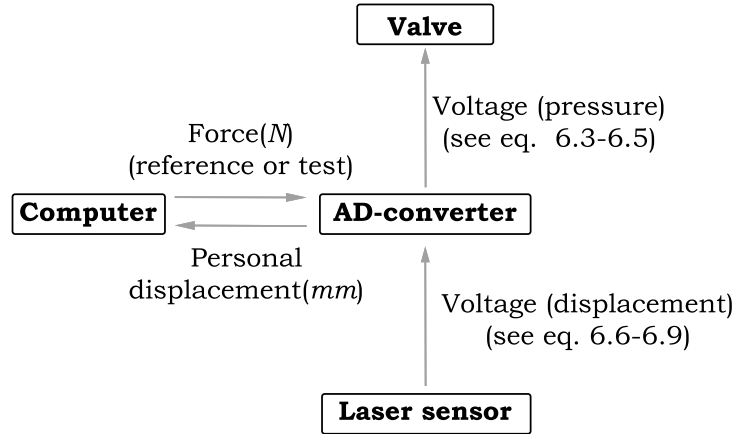 Valve
Voltage (pressure)
(see eq. 6.3-6.5)
Force(N)
(reference or test)
Computer
AD-converter
Personal
displacement(mm)
Voltage (displacement)
(see eq. 6.6-6.9)
Laser sensor